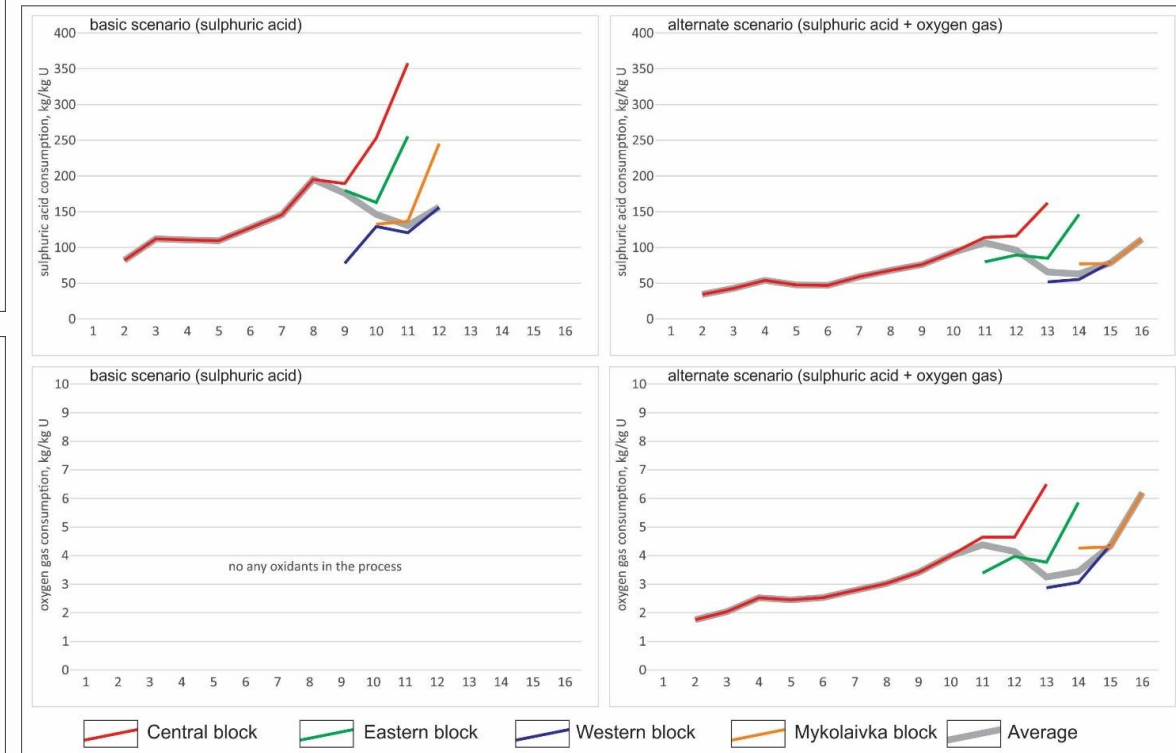 basic scenario (sulphuric acid)
sulphuric acid consumption, kg/kg U
400
350
300
250
200
150
100
50
0
1 2 3 4 5 6 7 8 9 10 11 12 13 14 15 16
alternate scenario (sulphuric acid + oxygen gas)
sulphuric acid consumption, kg/kg U
400
350
300
250
200
150
100
50
0
1 2 3 4 5 6 7 8 9 10 11 12 13 14 15 16
basic scenario (sulphuric acid)
oxygen gas consumption, kg/kg U
10
9
8
7
6
5
4
3
2
1
0
no any oxidants in the process
1 2 3 4 5 6 7 8 9 10 11 12 13 14 15 16
alternate scenario (sulphuric acid + oxygen gas)
oxygen gas consumption, kg/kg U
10
9
8
7
6
5
4
3
2
1
0
1 2 3 4 5 6 7 8 9 10 11 12 13 14 15 16
Central block Eastern block Western block Mykolaivka block Average